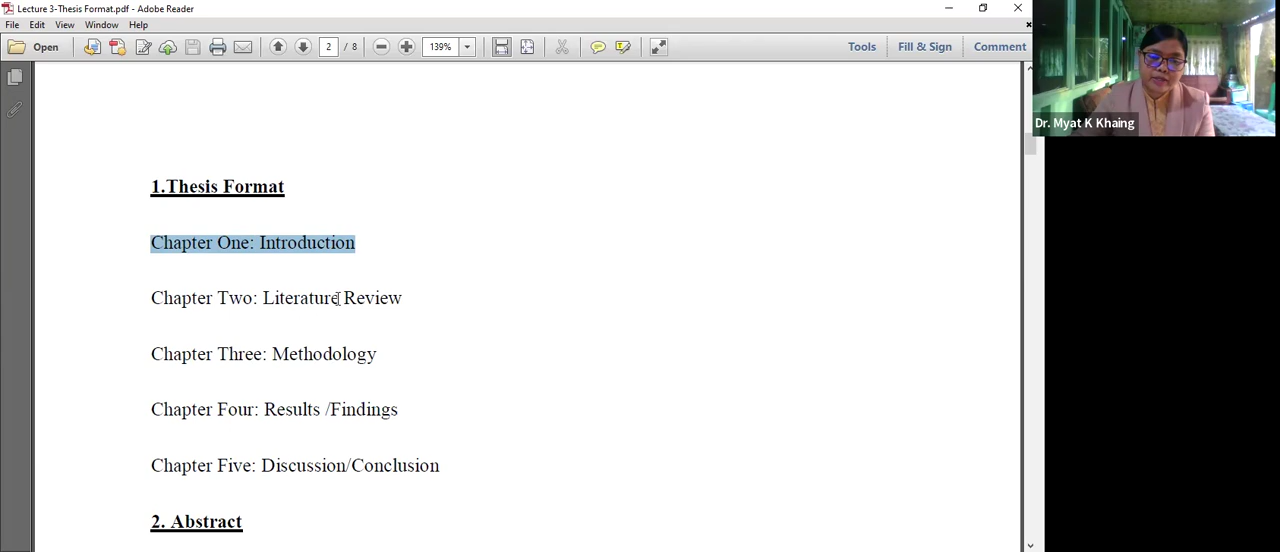 Lecture 3-Thesis Format.pdf - Adobe Reader
File Edit View Window Help
Open 2 / 8 139% Tools Fill & Sign Comment
Dr. Myat K Khaing
1.Thesis Format
Chapter One: Introduction
Chapter Two: Literature Review
Chapter Three: Methodology
Chapter Four: Results /Findings
Chapter Five: Discussion/Conclusion
2. Abstract